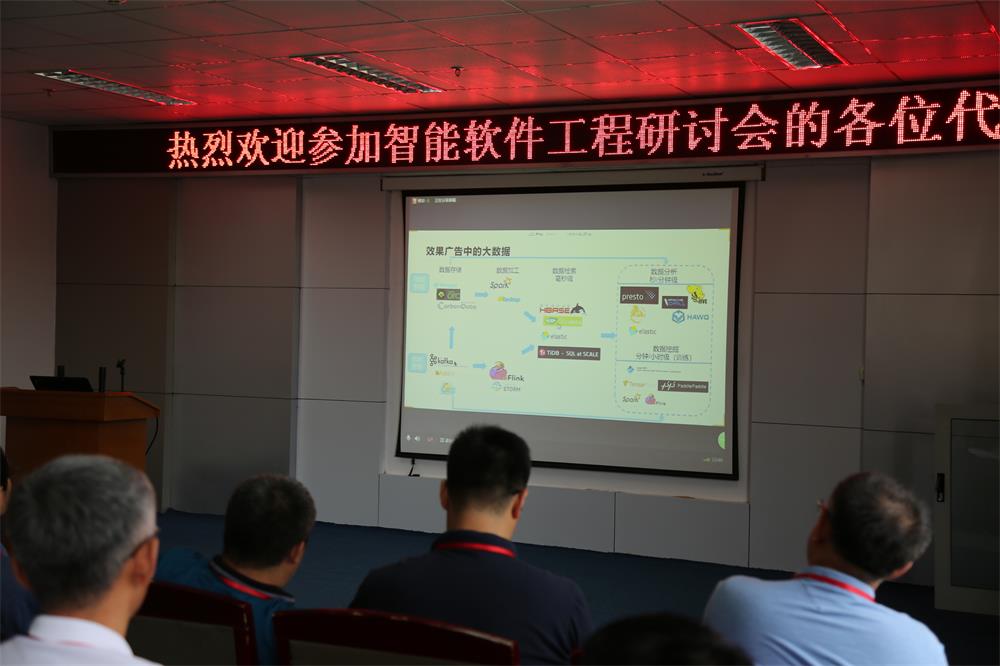 热烈欢迎参加智能软件工程研讨会的各位代
效果广告中的大数据
数据存储
数据加工
数据检索
毫秒级
数据分析
秒/分钟级
Spark
CarbonData
HBASE
elastic
TiDB - SQL at SCALE
kafka
Flink
STORM
presto
HIVE
HAWQ
elastic
数据挖掘
分钟/小时级（训练）
Tensor
PaddlePaddle
Spark
Flink